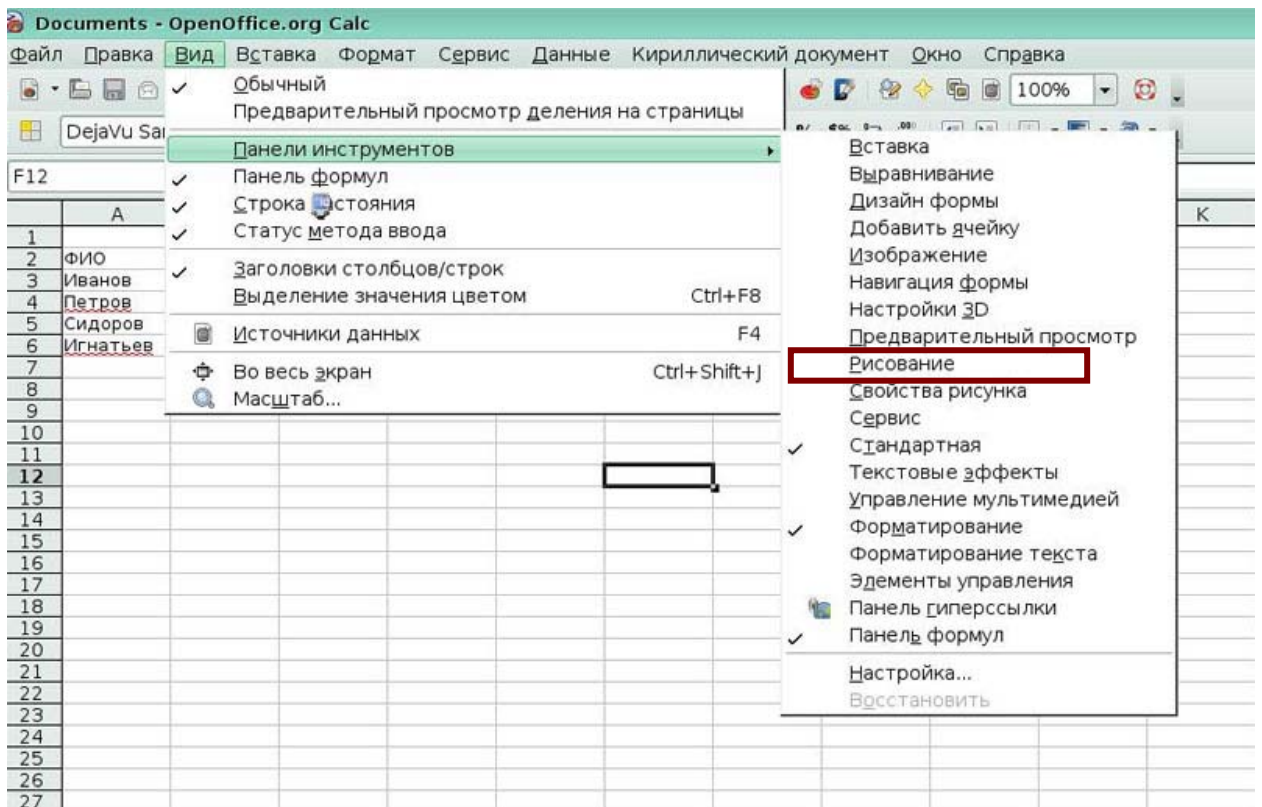 Documents - OpenOffice.org Calc
Файл Правка Вид Вставка Формат Сервис Данные Кириллический документ Окно Справка
100%
DejaVu Sa
F12
Обычный
Предварительный просмотр деления на страницы
Панели инструментов
Панель формул
Строка стояния
Статус метода ввода
Заголовки столбцов/строк
Выделение значения цветом Ctrl+F8
Источники данных F4
Во весь экран Ctrl+Shift+J
Масштаб...
Вставка
Выравнивание
Дизайн формы
Добавить ячейку
Изображение
Навигация формы
Настройки 3D
Предварительный просмотр
Рисование
Свойства рисунка
Сервис
Стандартная
Текстовые эффекты
Управление мультимедией
Форматирование
Форматирование текста
Элементы управления
Панель гиперссылки
Панель формул
Настройка...
Восстановить
A K
1
2 ФИО
3 Иванов
4 Петров
5 Сидоров
6 Игнатьев
7
8
9
10
11
12
13
14
15
16
17
18
19
20
21
22
23
24
25
26
27